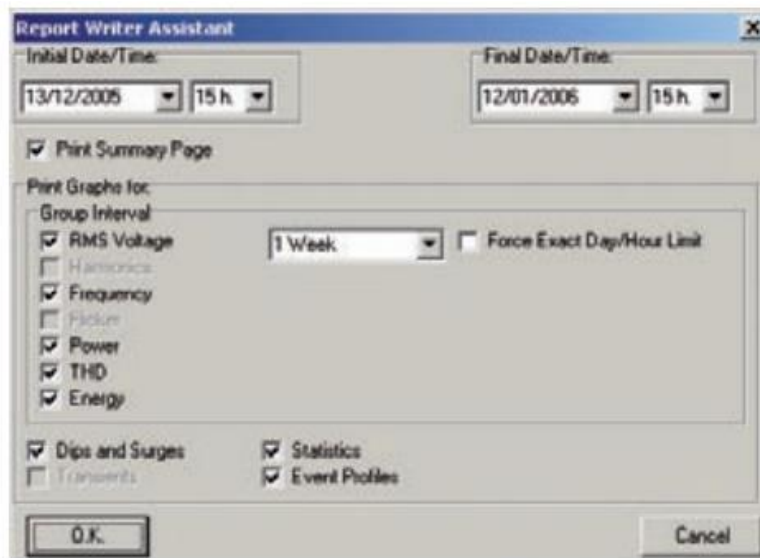 Report Writer Assistant
Initial Date/Time:
Final Date/Time:
13/12/2005 15 h.
12/01/2006 15 h.
Print Summary Page
Print Graphs for:
Group Interval
RMS Voltage
1 Week
Force Exact Day/Hour Limit
Harmonics
Frequency
Flicker
Power
THD
Energy
Dips and Surges
Statistics
Transients
Event Profiles
O.K.
Cancel